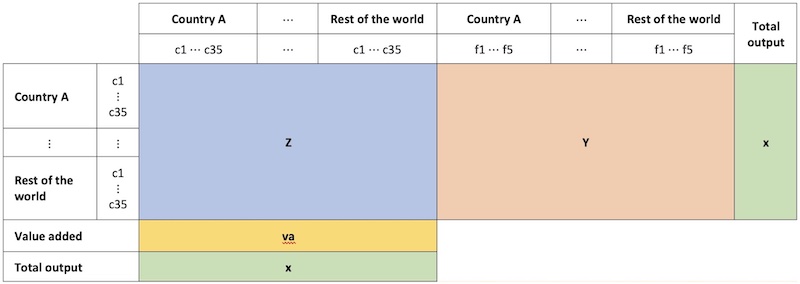 Country A ⋯ Rest of the world Country A ⋯ Rest of the world Total output
c1 ⋯ c35 ⋯ c1 ⋯ c35 f1 ⋯ f5 ⋯ f1 ⋯ f5
Country A c1
⋮
c35
⋮ ⋮ Z Y x
Rest of the world c1
⋮
c35
Value added va
Total output x